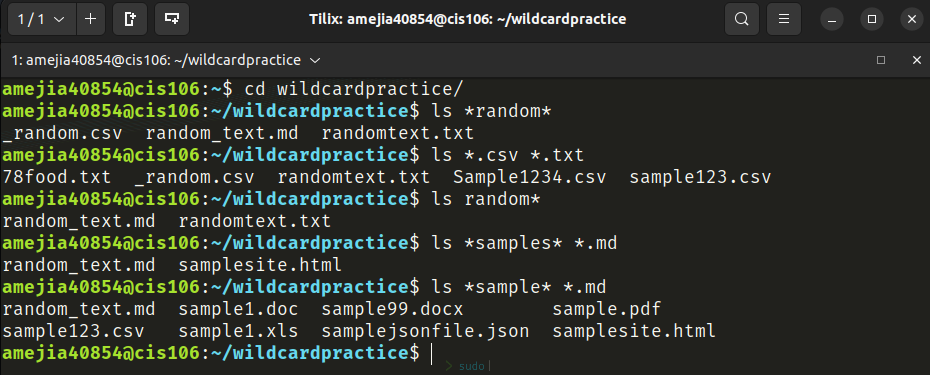 1 / 1
Tilix: amejia40854@cis106: ~/wildcardpractice
1: amejia40854@cis106: ~/wildcardpractice
amejia40854@cis106:~$ cd wildcardpractice/
amejia40854@cis106:~/wildcardpractice$ ls *random*
_random.csv  random_text.md  randomtext.txt
amejia40854@cis106:~/wildcardpractice$ ls *.csv *.txt
78food.txt  _random.csv  randomtext.txt  Sample1234.csv  sample123.csv
amejia40854@cis106:~/wildcardpractice$ ls random*
random_text.md  randomtext.txt
amejia40854@cis106:~/wildcardpractice$ ls *samples* *.md
random_text.md  samplesite.html
amejia40854@cis106:~/wildcardpractice$ ls *sample* *.md
random_text.md  sample1.doc  sample99.docx        sample.pdf
sample123.csv   sample1.xls  samplejsonfile.json  samplesite.html
amejia40854@cis106:~/wildcardpractice$
> sudo